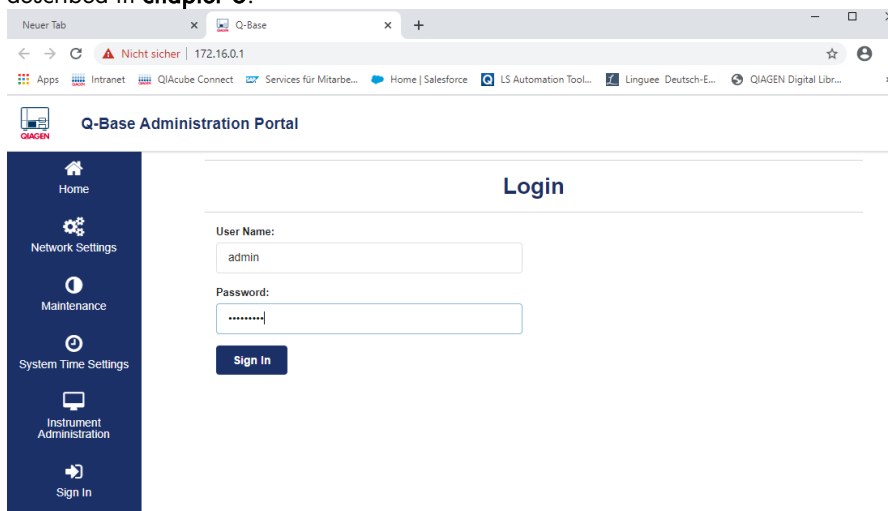 described in chapter 6.
Neuer Tab
Q-Base
Nicht sicher | 172.16.0.1
Apps Intranet QIAcube Connect Services für Mitarbe... Home | Salesforce LS Automation Tool... Linguee Deutsch-E... QIAGEN Digital Libr...
QIAGEN
Q-Base Administration Portal
Home
Network Settings
Maintenance
System Time Settings
Instrument
Administration
Sign In
Login
User Name:
admin
Password:
•••••••••
Sign In